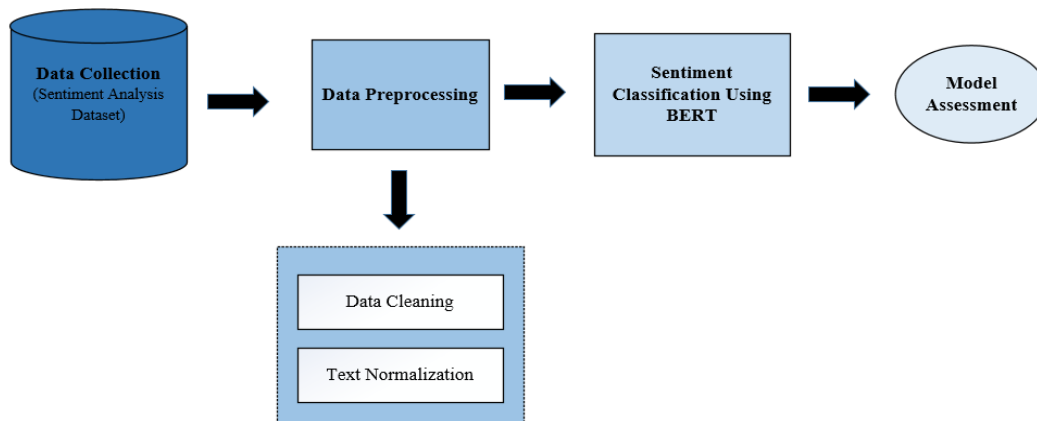 Data Collection
(Sentiment Analysis
Dataset)
Data Preprocessing
Sentiment
Classification Using
BERT
Model
Assessment
Data Cleaning
Text Normalization